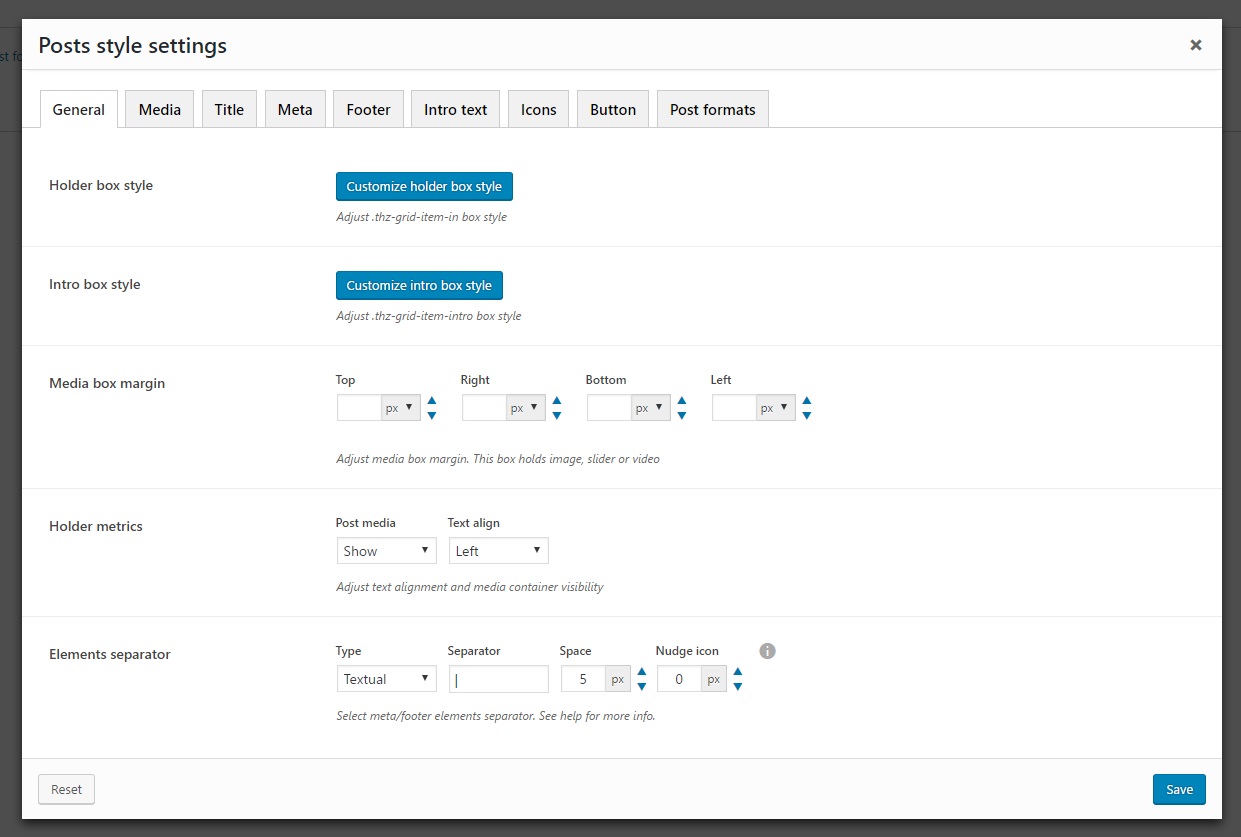 Posts style settings ×
st fo
General Media Title Meta Footer Intro text Icons Button Post formats
Holder box style
Customize holder box style
Adjust .thz-grid-item-in box style
Intro box style
Customize intro box style
Adjust .thz-grid-item-intro box style
Media box margin
Top Right Bottom Left
px px px px
Adjust media box margin. This box holds image, slider or video
Holder metrics
Post media Text align
Show Left
Adjust text alignment and media container visibility
Elements separator
Type Separator Space Nudge icon i
Textual | 5 px 0 px
Select meta/footer elements separator. See help for more info.
Reset Save